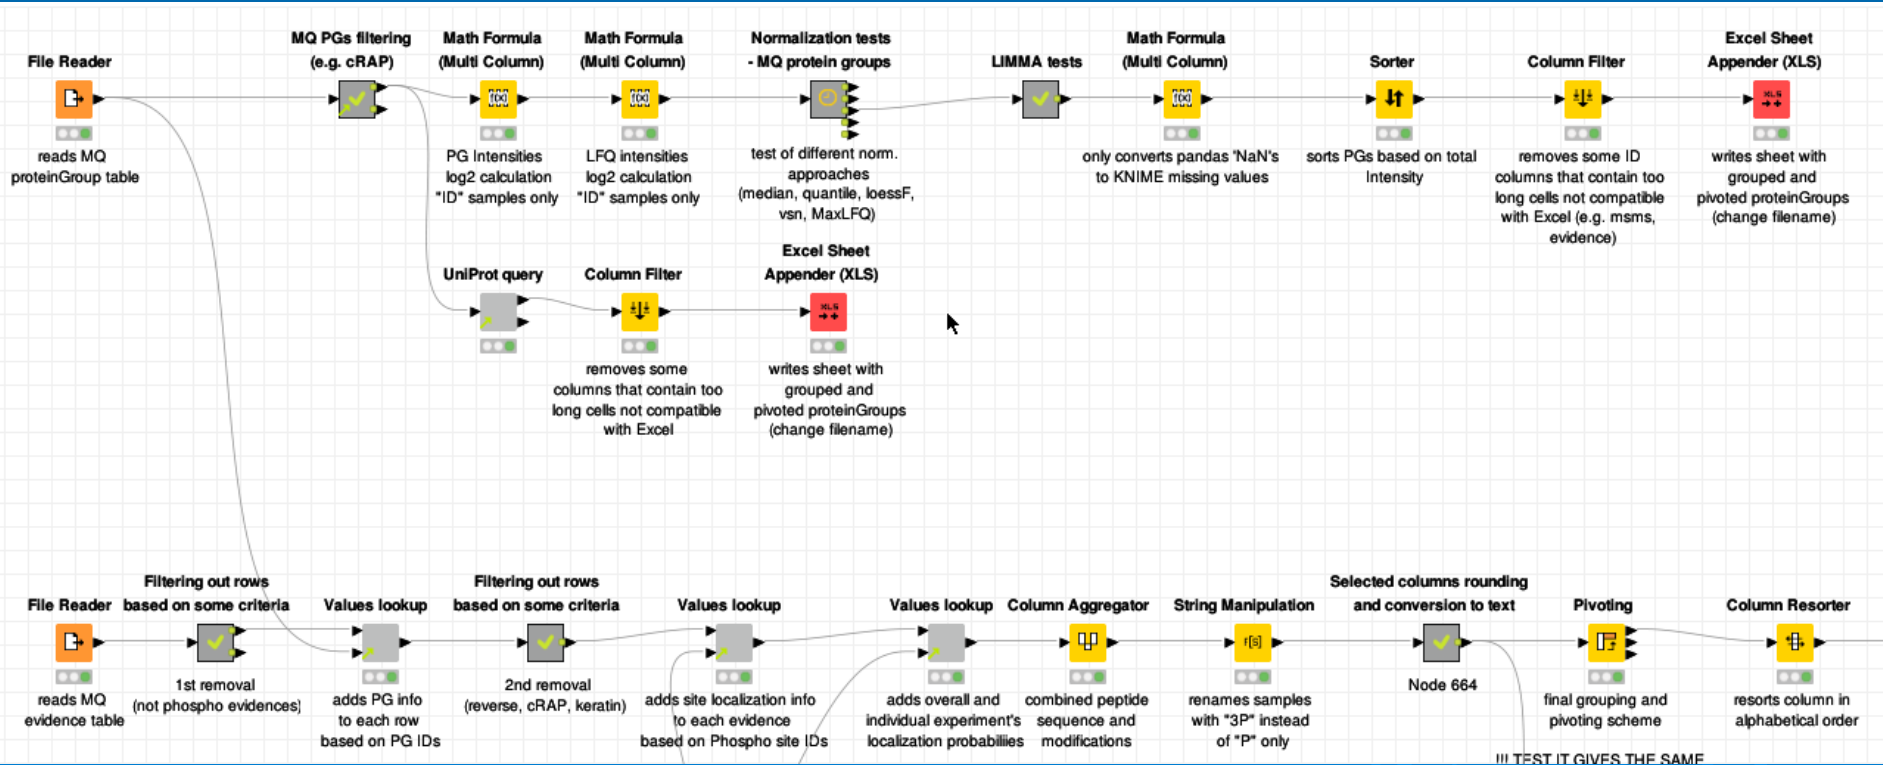 File Reader
reads MQ
proteinGroup table
MQ PGs filtering
(e.g. cRAP)
Math Formula
(Multi Column)
f(x)
PG Intensities
log2 calculation
"ID" samples only
Math Formula
(Multi Column)
f(x)
LFQ intensities
log2 calculation
"ID" samples only
Normalization tests
- MQ protein groups
test of different norm.
approaches
(median, quantile, loessF,
vsn, MaxLFQ)
LIMMA tests
Math Formula
(Multi Column)
f(x)
only converts pandas 'NaN's
to KNIME missing values
Sorter
sorts PGs based on total
Intensity
Column Filter
removes some ID
columns that contain too
long cells not compatible
with Excel (e.g. msms,
evidence)
Excel Sheet
Appender (XLS)
XLS
writes sheet with
grouped and
pivoted proteinGroups
(change filename)
UniProt query
Column Filter
removes some
columns that contain too
long cells not compatible
with Excel
Excel Sheet
Appender (XLS)
XLS
writes sheet with
grouped and
pivoted proteinGroups
(change filename)
File Reader
reads MQ
evidence table
Filtering out rows
based on some criteria
1st removal
(not phospho evidences)
Values lookup
adds PG info
to each row
based on PG IDs
Filtering out rows
based on some criteria
2nd removal
(reverse, cRAP, keratin)
Values lookup
adds site localization info
to each evidence
based on Phospho site IDs
Values lookup
adds overall and
individual experiment's
localization probabiliies
Column Aggregator
combined peptide
sequence and
modifications
String Manipulation
f[s]
renames samples
with "3P" instead
of "P" only
Selected columns rounding
and conversion to text
Node 664
Pivoting
final grouping and
pivoting scheme
Column Resorter
resorts column in
alphabetical order
!!! TEST IT GIVES THE SAME